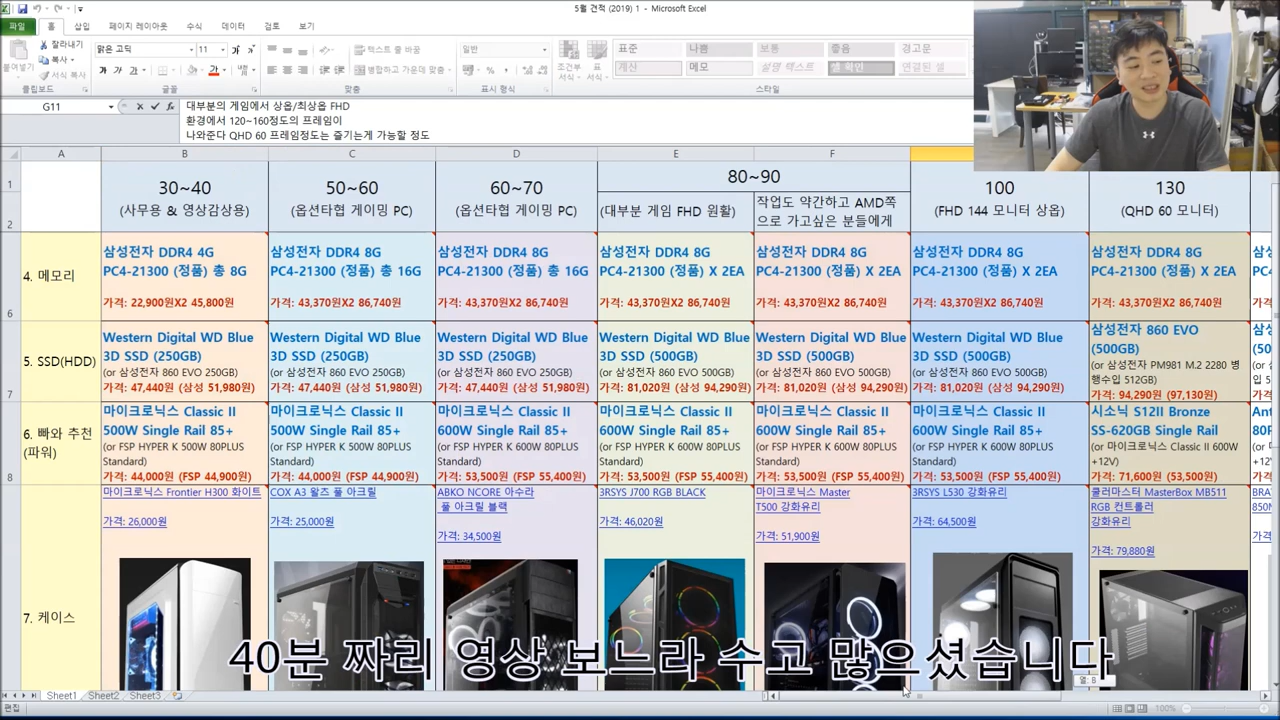 5월 견적 (2019) 1 - Microsoft Excel
파일 홈 삽입 페이지 레이아웃 수식 데이터 검토 보기
잘라내기
복사
서식 복사
붙여넣기
클립보드
맑은 고딕 11
가 가 가
글꼴
텍스트 줄 바꿈
병합하고 가운데 맞춤
맞춤
일반
표시 형식
조건부 서식
표 서식
표준 나쁨 보통 좋음 경고문
계산 메모 설명 텍스트 셀 확인 연결된 셀
스타일
G11
대부분의 게임에서 상옵/최상옵 FHD
환경에서 120~160정도의 프레임이
나와준다 QHD 60 프레임정도는 즐기는게 가능할 정도
A B C D E F H
1 30~40 50~60 60~70 80~90 100 130
2 (사무용 & 영상감상용) (옵션타협 게이밍 PC) (옵션타협 게이밍 PC) (대부분 게임 FHD 원활) 작업도 약간하고 AMD쪽 (FHD 144 모니터 상옵) (QHD 60 모니터)
으로 가고싶은 분들에게
4. 메모리
6
삼성전자 DDR4 4G
PC4-21300 (정품) 총 8G
가격: 22,900원X2 45,800원
삼성전자 DDR4 8G
PC4-21300 (정품) 총 16G
가격: 43,370원X2 86,740원
삼성전자 DDR4 8G
PC4-21300 (정품) 총 16G
가격: 43,370원X2 86,740원
삼성전자 DDR4 8G
PC4-21300 (정품) X 2EA
가격: 43,370원X2 86,740원
삼성전자 DDR4 8G
PC4-21300 (정품) X 2EA
가격: 43,370원X2 86,740원
삼성전자 DDR4 8G
PC4-21300 (정품) X 2EA
가격: 43,370원X2 86,740원
삼성전자 DDR4 8G
PC4-21300 (정품) X 2EA
가격: 43,370원X2 86,740원
5. SSD(HDD)
7
Western Digital WD Blue
3D SSD (250GB)
(or 삼성전자 860 EVO 250GB)
가격: 47,440원 (삼성 51,980원)
Western Digital WD Blue
3D SSD (250GB)
(or 삼성전자 860 EVO 250GB)
가격: 47,440원 (삼성 51,980원)
Western Digital WD Blue
3D SSD (250GB)
(or 삼성전자 860 EVO 250GB)
가격: 47,440원 (삼성 51,980원)
Western Digital WD Blue
3D SSD (500GB)
(or 삼성전자 860 EVO 500GB)
가격: 81,020원 (삼성 94,290원)
Western Digital WD Blue
3D SSD (500GB)
(or 삼성전자 860 EVO 500GB)
가격: 81,020원 (삼성 94,290원)
Western Digital WD Blue
3D SSD (500GB)
(or 삼성전자 860 EVO 500GB)
가격: 81,020원 (삼성 94,290원)
삼성전자 860 EVO
(500GB)
(or 삼성전자 PM981 M.2 2280 병
행수입 512GB)
가격: 94,290원 (97,130원)
6. 빠와 추천
(파워)
8
마이크로닉스 Classic II
500W Single Rail 85+
(or FSP HYPER K 500W 80PLUS
Standard)
가격: 44,000원 (FSP 44,900원)
마이크로닉스 Classic II
500W Single Rail 85+
(or FSP HYPER K 500W 80PLUS
Standard)
가격: 44,000원 (FSP 44,900원)
마이크로닉스 Classic II
600W Single Rail 85+
(or FSP HYPER K 600W 80PLUS
Standard)
가격: 53,500원 (FSP 55,400원)
마이크로닉스 Classic II
600W Single Rail 85+
(or FSP HYPER K 600W 80PLUS
Standard)
가격: 53,500원 (FSP 55,400원)
마이크로닉스 Classic II
600W Single Rail 85+
(or FSP HYPER K 600W 80PLUS
Standard)
가격: 53,500원 (FSP 55,400원)
마이크로닉스 Classic II
600W Single Rail 85+
(or FSP HYPER K 600W 80PLUS
Standard)
가격: 53,500원 (FSP 55,400원)
시소닉 S12II Bronze
SS-620GB Single Rail
(or 마이크로닉스 Classic II 600W
+12V)
가격: 71,600원 (53,500원)
7. 케이스
마이크로닉스 Frontier H300 화이트
가격: 26,000원
COX A3 왈츠 풀 아크릴
가격: 25,000원
ABKO NCORE 아수라
풀 아크릴 블랙
가격: 34,500원
3RSYS J700 RGB BLACK
가격: 46,020원
마이크로닉스 Master
T500 강화유리
가격: 51,900원
3RSYS L530 강화유리
가격: 64,500원
쿨러마스터 MasterBox MB511
RGB 컨트롤러
강화유리
가격: 79,880원
40분 짜리 영상 보느라 수고 많으셨습니다
열: 8
Sheet1 Sheet2 Sheet3
편집 100%